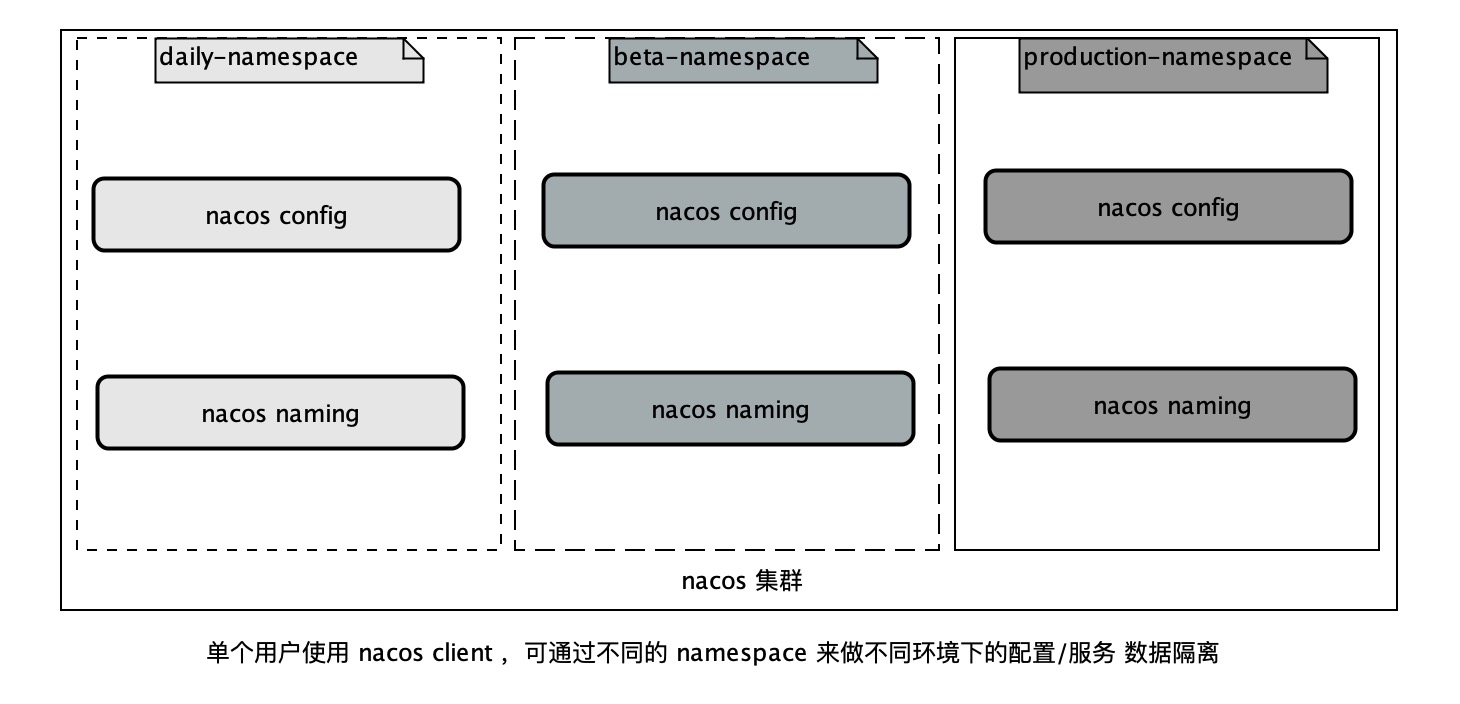 daily-namespace
beta-namespace
production-namespace
nacos config
nacos config
nacos config
nacos naming
nacos naming
nacos naming
nacos 集群
单个用户使用 nacos client ，可通过不同的 namespace 来做不同环境下的配置/服务 数据隔离